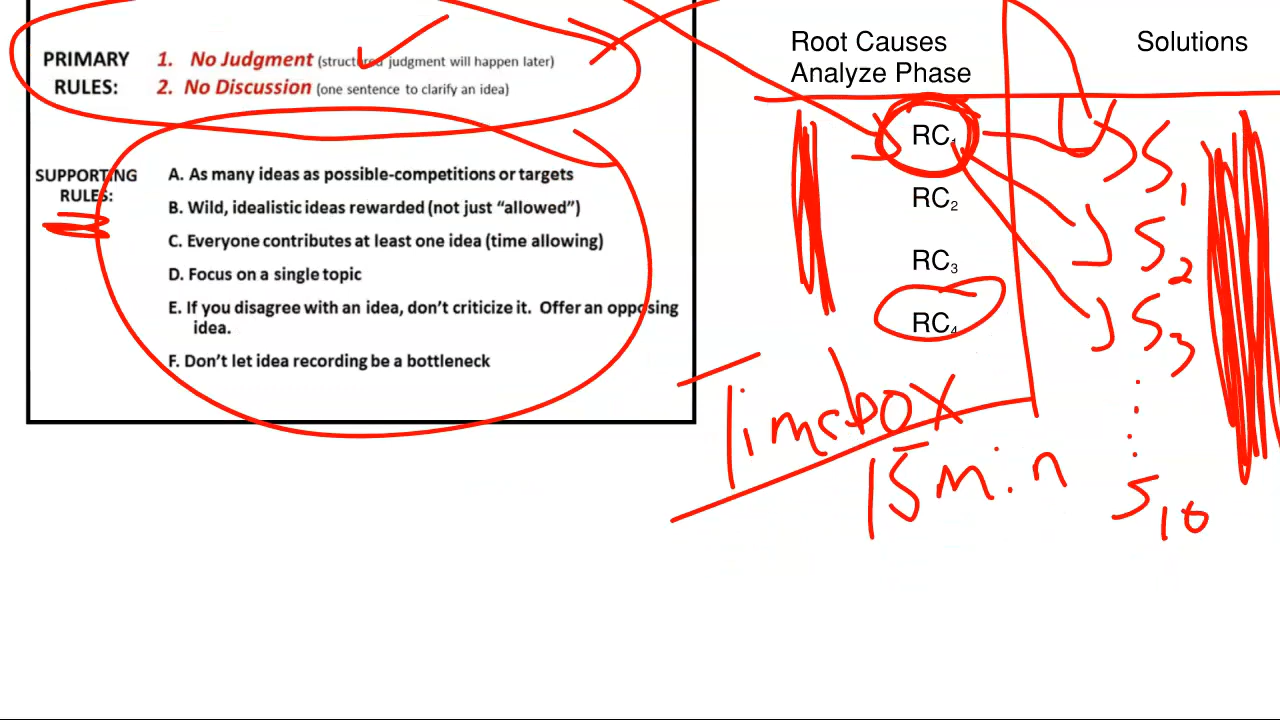 PRIMARY RULES:
1. No Judgment (structured judgment will happen later)
2. No Discussion (one sentence to clarify an idea)
SUPPORTING RULES:
A. As many ideas as possible-competitions or targets
B. Wild, idealistic ideas rewarded (not just “allowed”)
C. Everyone contributes at least one idea (time allowing)
D. Focus on a single topic
E. If you disagree with an idea, don’t criticize it. Offer an opposing
idea.
F. Don’t let idea recording be a bottleneck
Root Causes
Analyze Phase
Solutions
RC1
RC2
RC3
RC4
S1
S2
S3
S10
Timebox
15 min